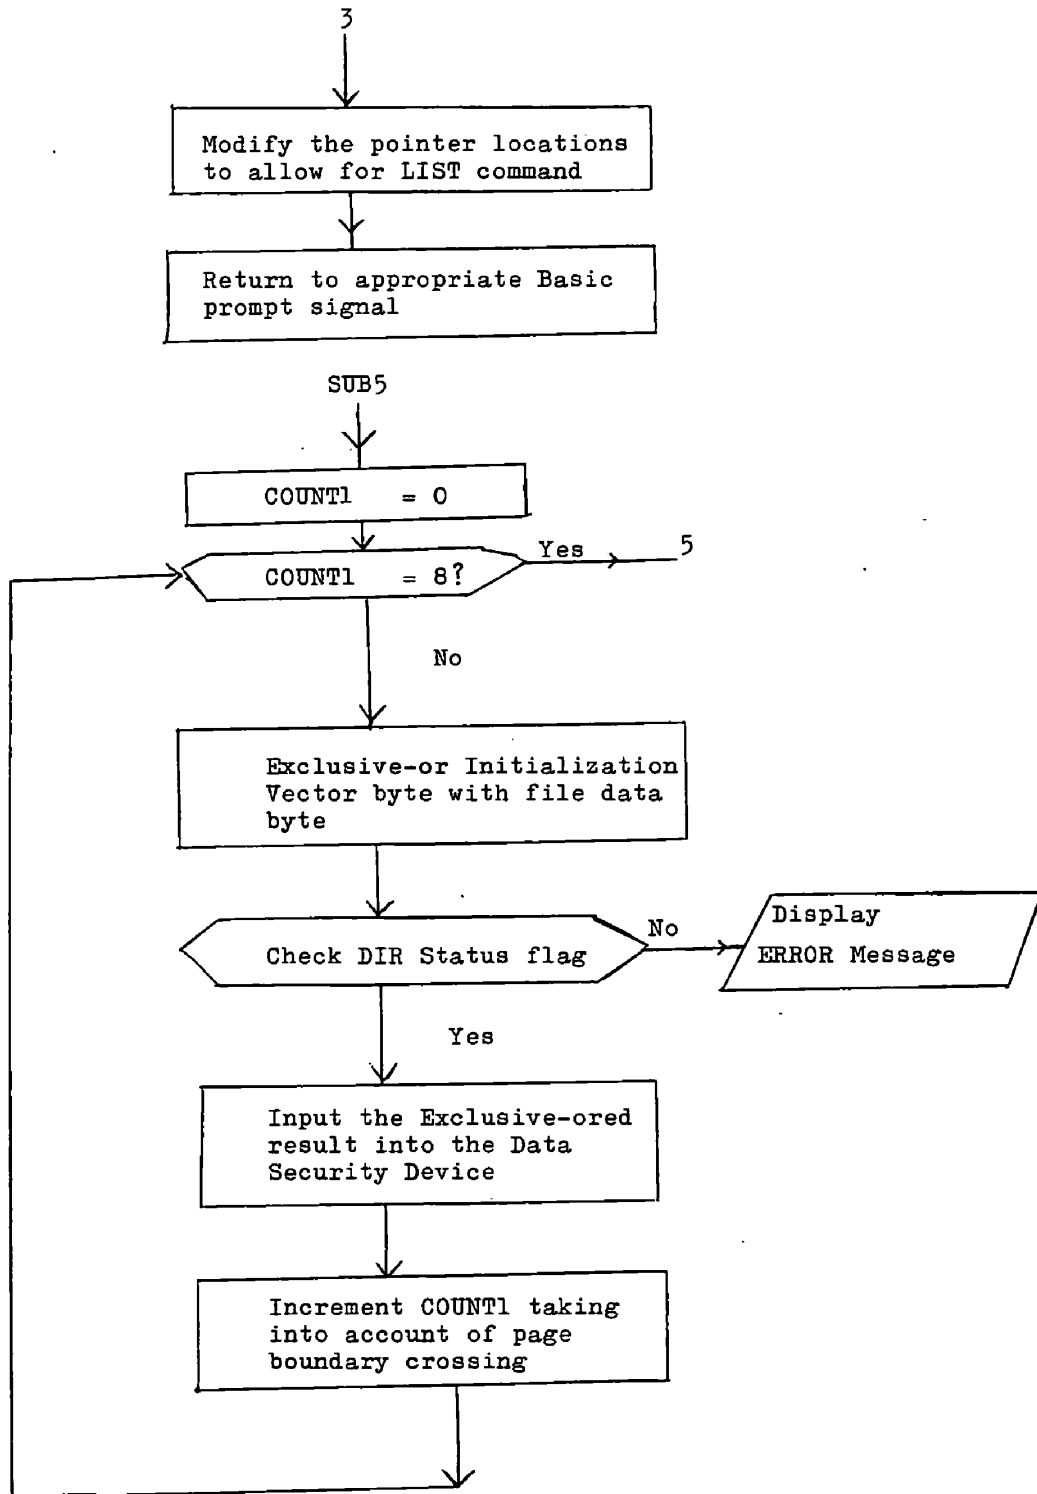 3
Modify the pointer locations
to allow for LIST command
Return to appropriate Basic
prompt signal
SUB5
COUNT1 = 0
COUNT1 = 8?
Yes
5
No
Exclusive-or Initialization
Vector byte with file data
byte
Check DIR Status flag
No
Display
ERROR Message
Yes
Input the Exclusive-ored
result into the Data
Security Device
Increment COUNT1 taking
into account of page
boundary crossing